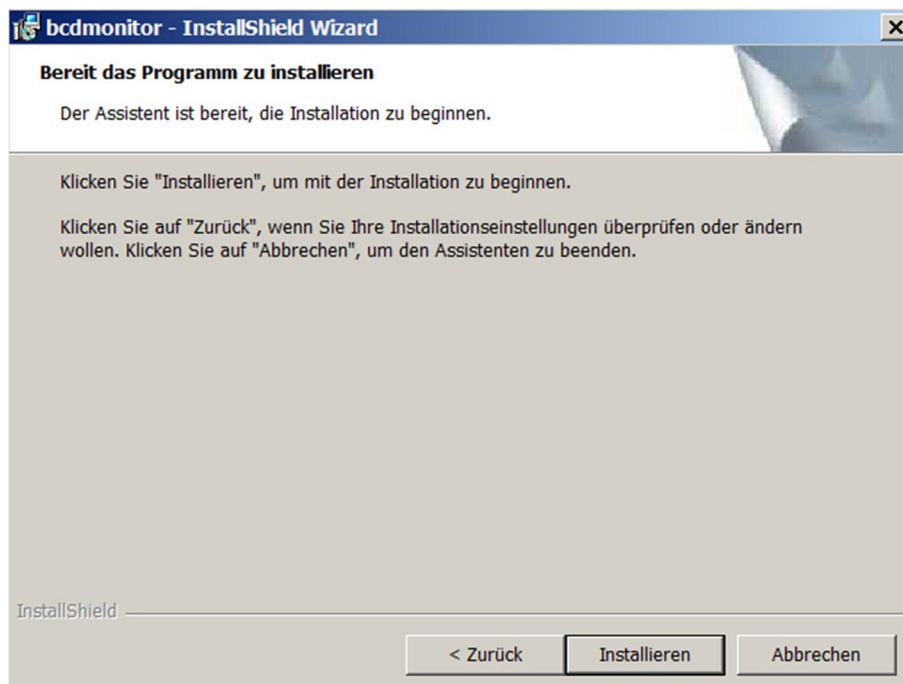 bcdmonitor - InstallShield Wizard
Bereit das Programm zu installieren
Der Assistent ist bereit, die Installation zu beginnen.
Klicken Sie "Installieren", um mit der Installation zu beginnen.
Klicken Sie auf "Zurück", wenn Sie Ihre Installationseinstellungen überprüfen oder ändern
wollen. Klicken Sie auf "Abbrechen", um den Assistenten zu beenden.
InstallShield
< Zurück
Installieren
Abbrechen